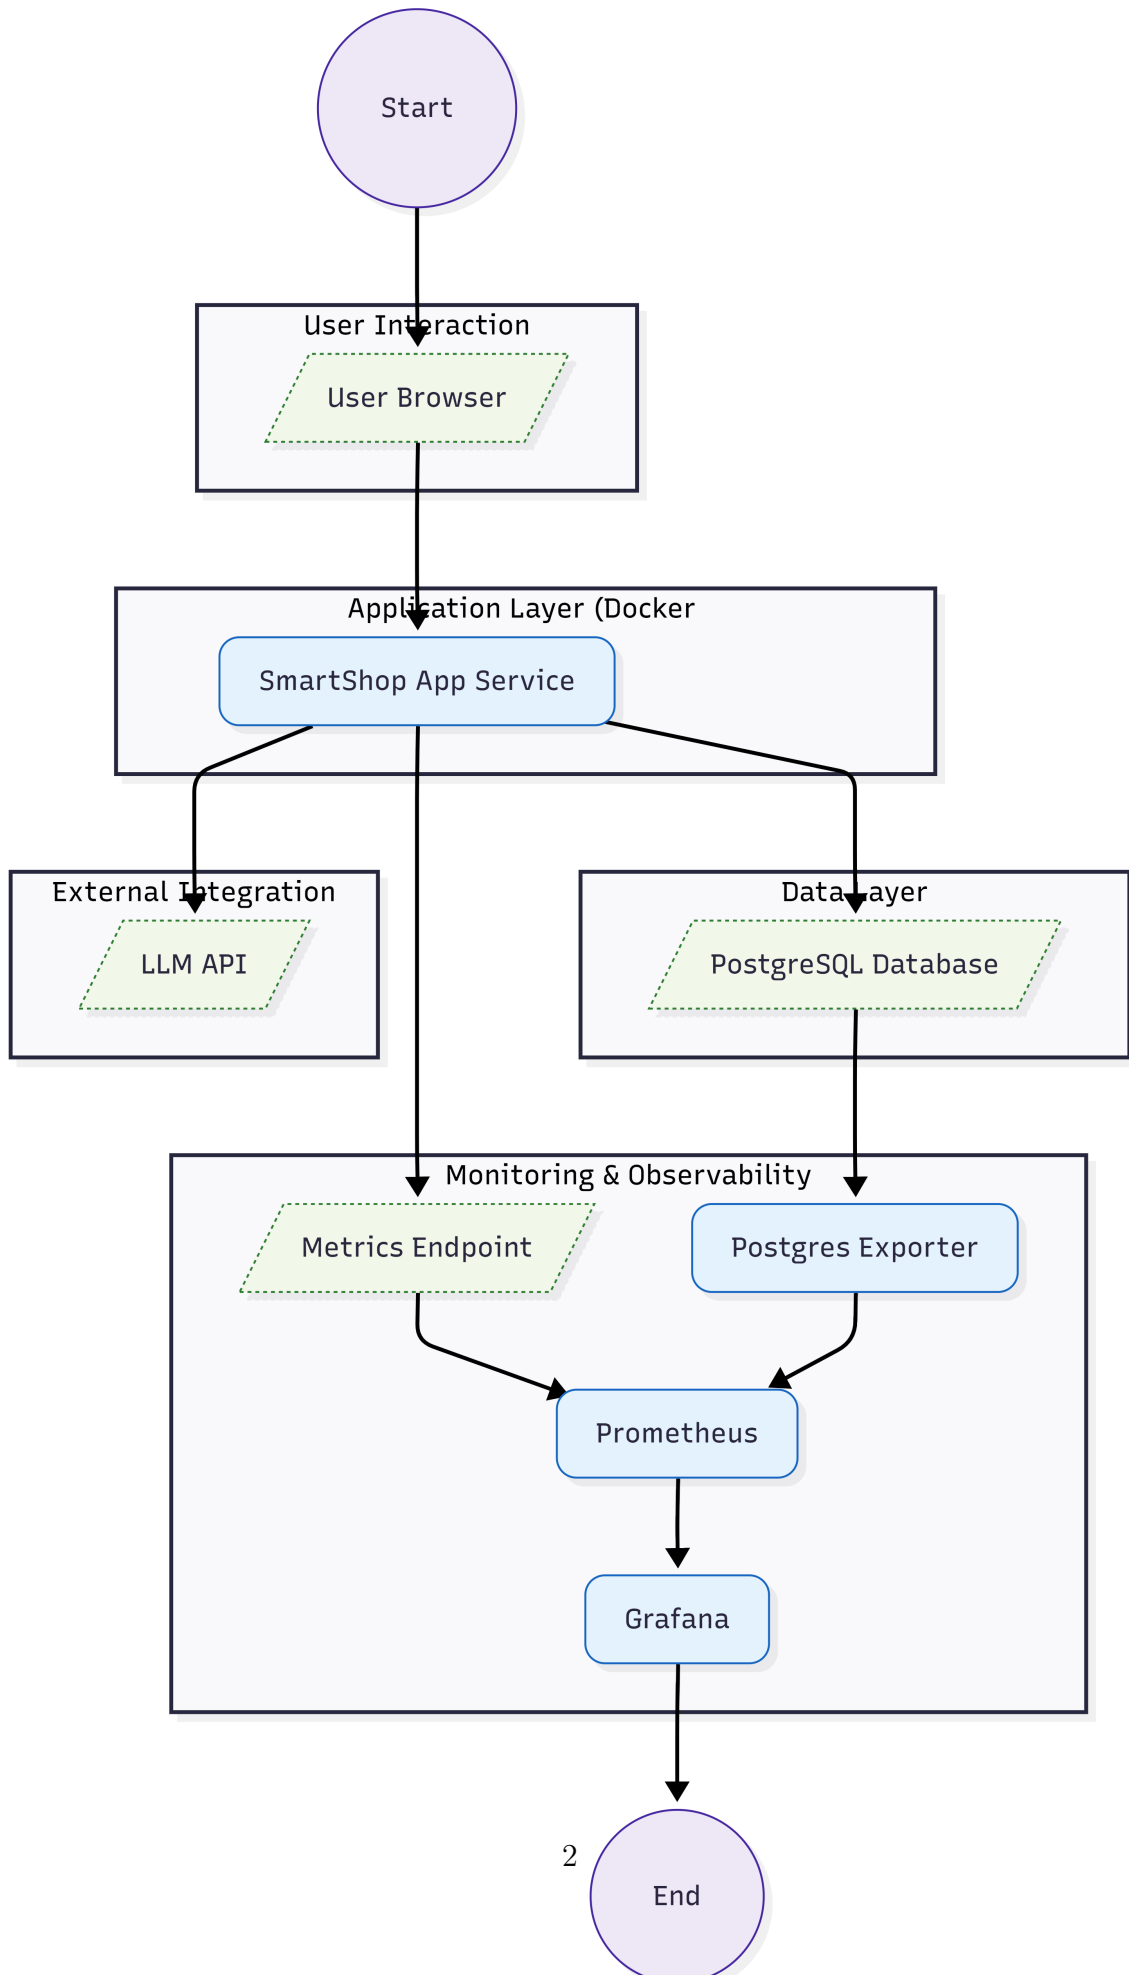 Start
User Interaction
User Browser
Application Layer (Docker
SmartShop App Service
External Integration
Data Layer
LLM API
PostgreSQL Database
Monitoring & Observability
Metrics Endpoint
Postgres Exporter
Prometheus
Grafana
2
End